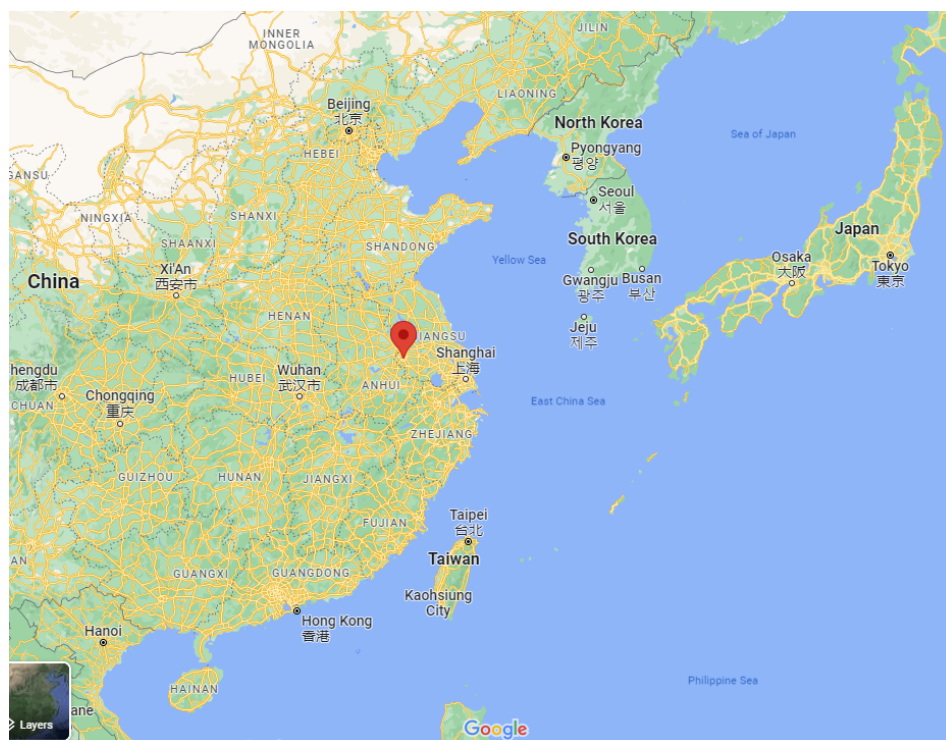 JILIN
INNER
MONGOLIA
LIAONING
Beijing
北京
North Korea
Sea of Japan
HEBEI
Pyongyang
평양
GANSU
Seoul
서울
NINGXIA
SHANXI
Japan
SHAANXI
SHANDONG
South Korea
Yellow Sea
Osaka
大阪
Tokyo
東京
Xi'An
西安市
China
Gwangju
광주
Busan
부산
HENAN
Jeju
제주
JIANGSU
Shanghai
上海
hengdu
成都市
Wuhan
武汉市
HUBEI
ANHUI
CHUAN
Chongqing
重庆
East China Sea
ZHEJIANG
GUIZHOU
HUNAN
JIANGXI
Taipei
台北
FUJIAN
AN
Taiwan
GUANGXI
GUANGDONG
Kaohsiung
City
Hong Kong
香港
Hanoi
HAINAN
Philippine Sea
ane
Layers
Google